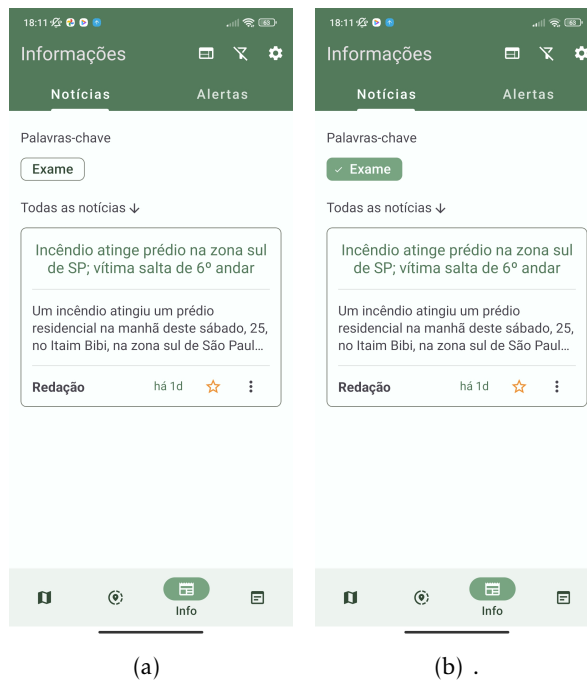 18:11
60
Informações
Notícias
Alertas
Palavras-chave
Exame
Todas as notícias ↓
Incêndio atinge prédio na zona sul
de SP; vítima salta de 6º andar
Um incêndio atingiu um prédio
residencial na manhã deste sábado, 25,
no Itaim Bibi, na zona sul de São Paul...
Redação
há 1d
Info
(a)
18:11
60
Informações
Notícias
Alertas
Palavras-chave
✓ Exame
Todas as notícias ↓
Incêndio atinge prédio na zona sul
de SP; vítima salta de 6º andar
Um incêndio atingiu um prédio
residencial na manhã deste sábado, 25,
no Itaim Bibi, na zona sul de São Paul...
Redação
há 1d
Info
(b) .